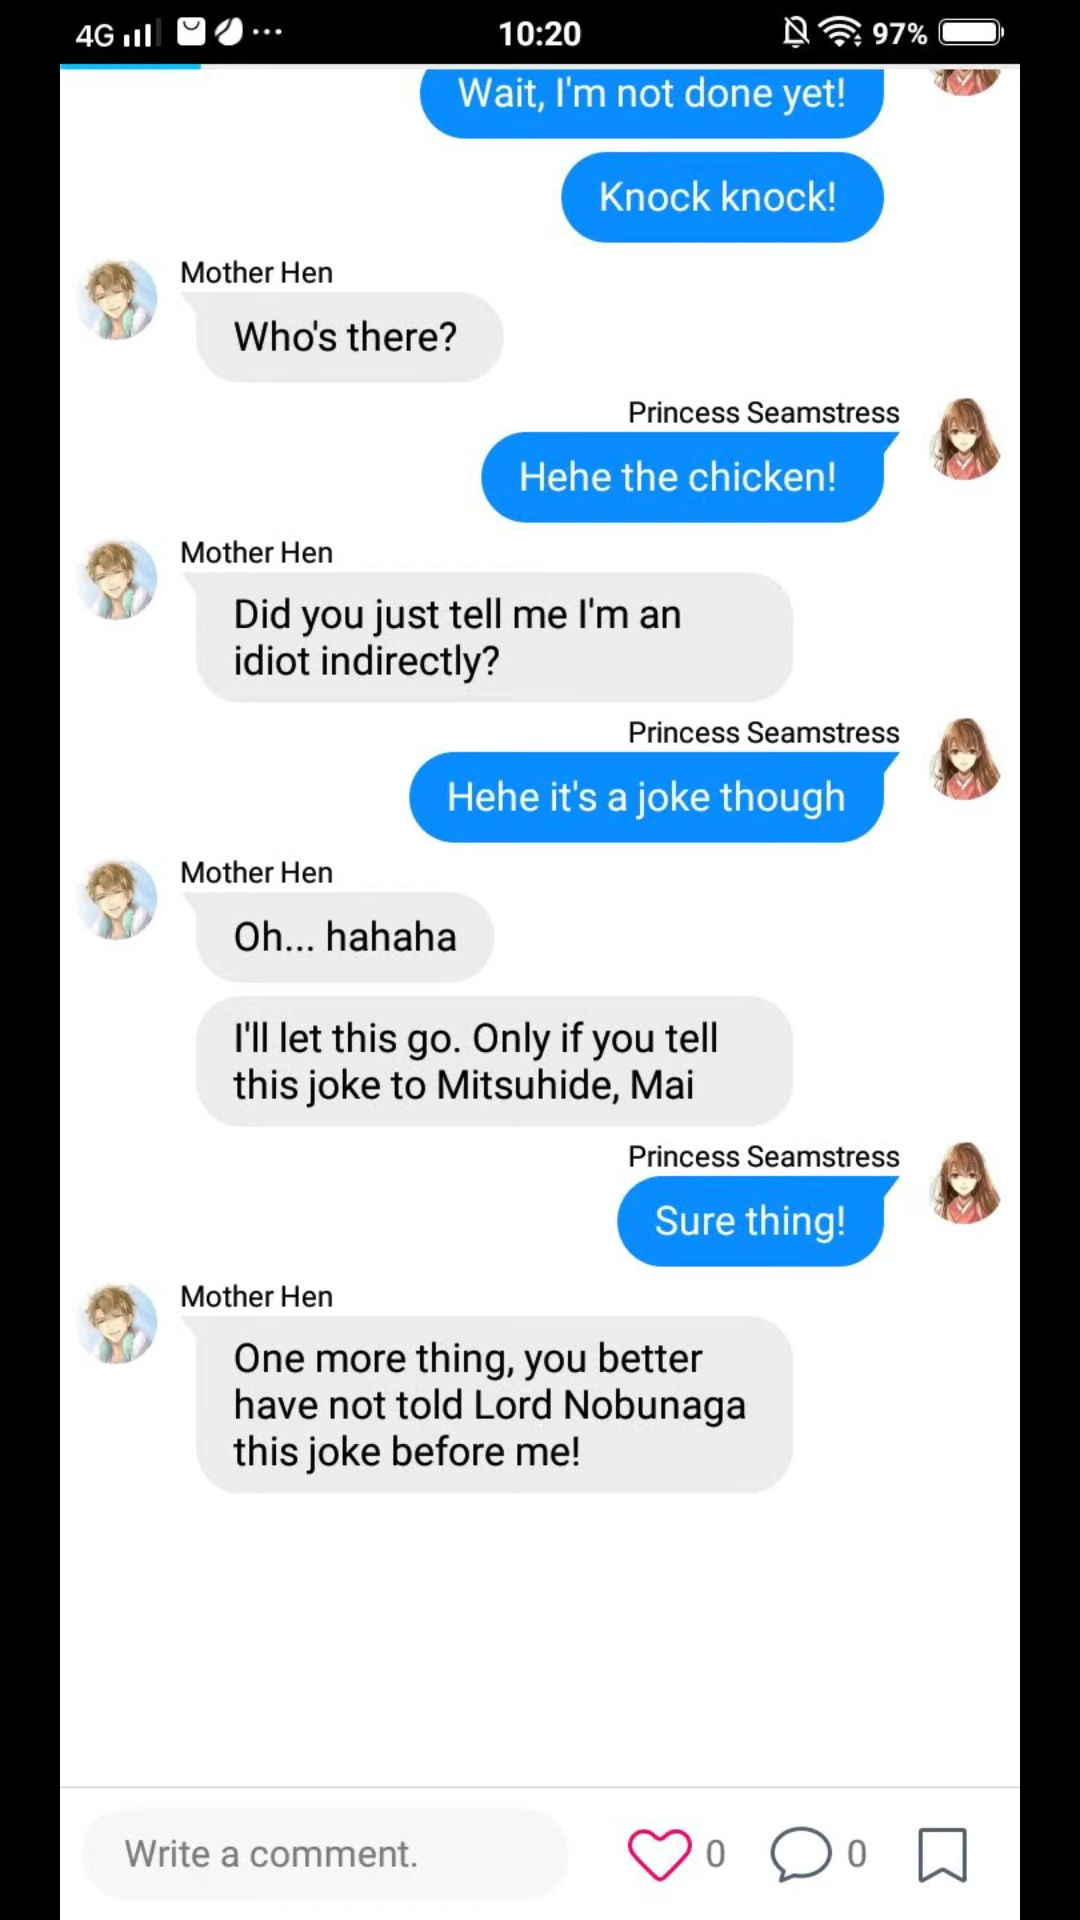 4G 10:20 97%
Wait, I'm not done yet!
Knock knock!
Mother Hen
Who's there?
Princess Seamstress
Hehe the chicken!
Mother Hen
Did you just tell me I'm an
idiot indirectly?
Princess Seamstress
Hehe it's a joke though
Mother Hen
Oh... hahaha
I'll let this go. Only if you tell
this joke to Mitsuhide, Mai
Princess Seamstress
Sure thing!
Mother Hen
One more thing, you better
have not told Lord Nobunaga
this joke before me!
Write a comment. 0 0